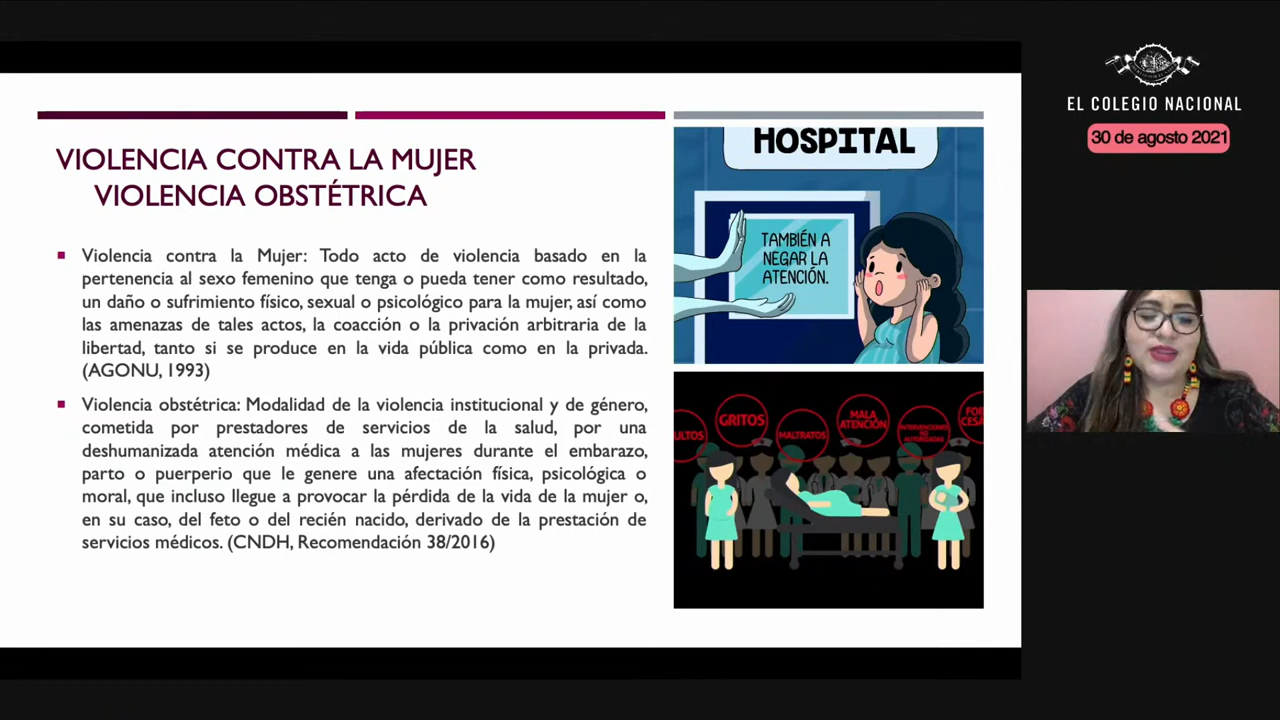 VIOLENCIA CONTRA LA MUJER
VIOLENCIA OBSTÉTRICA
Violencia contra la Mujer: Todo acto de violencia basado en la
pertenencia al sexo femenino que tenga o pueda tener como resultado,
un daño o sufrimiento físico, sexual o psicológico para la mujer, así como
las amenazas de tales actos, la coacción o la privación arbitraria de la
libertad, tanto si se produce en la vida pública como en la privada.
(AGONU, 1993)
Violencia obstétrica: Modalidad de la violencia institucional y de género,
cometida por prestadores de servicios de la salud, por una
deshumanizada atención médica a las mujeres durante el embarazo,
parto o puerperio que le genere una afectación física, psicológica o
moral, que incluso llegue a provocar la pérdida de la vida de la mujer o,
en su caso, del feto o del recién nacido, derivado de la prestación de
servicios médicos. (CNDH, Recomendación 38/2016)
HOSPITAL
TAMBIÉN A
NEGAR LA
ATENCIÓN.
ULTOS
GRITOS
MALTRATOS
MALA
ATENCIÓN
INTERVENCIONES
NO
AUTORIZADAS
FOR
CESÁ
EL COLEGIO NACIONAL
30 de agosto 2021